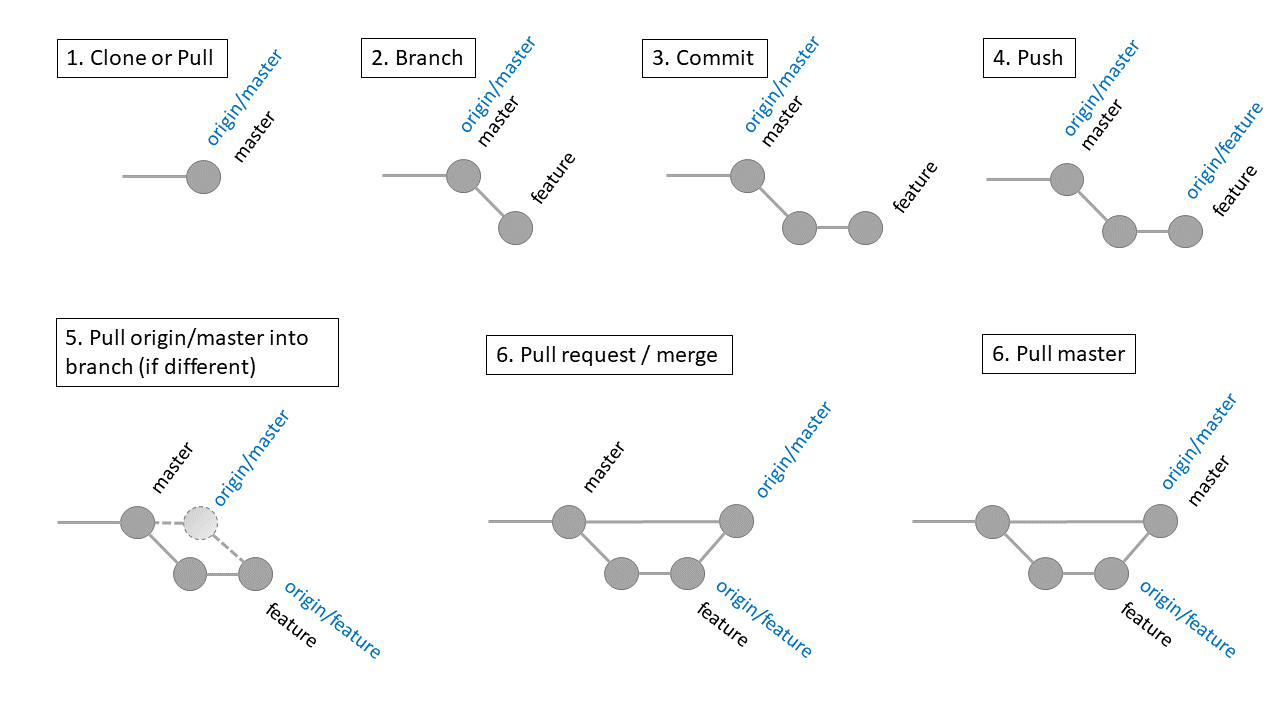 1. Clone or Pull
origin/master
master
2. Branch
origin/master
master
feature
3. Commit
origin/master
master
feature
4. Push
origin/master
master
origin/feature
feature
5. Pull origin/master into
branch (if different)
master
origin/master
origin/feature
feature
6. Pull request / merge
master
origin/master
origin/feature
feature
6. Pull master
origin/master
master
origin/feature
feature